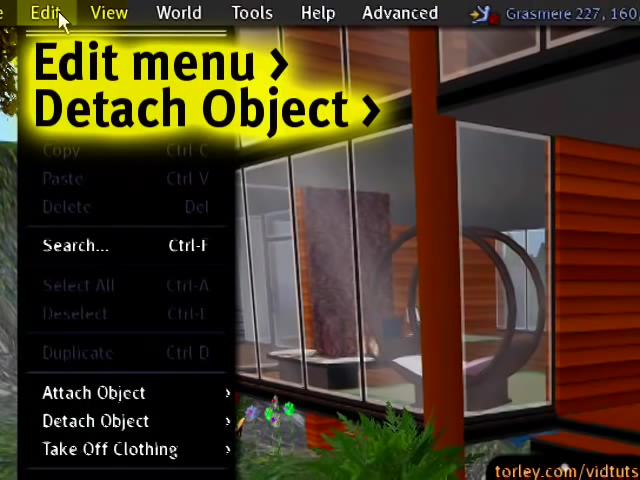 e Edit View World Tools Help Advanced Grasmere 227, 160,
Edit menu >
Detach Object >
Copy Ctrl C
Paste Ctrl V
Delete Del
Search... Ctrl-F
Select All Ctrl-A
Deselect Ctrl-E
Duplicate Ctrl D
Attach Object ›
Detach Object ›
Take Off Clothing ›
torley.com/vidtuts